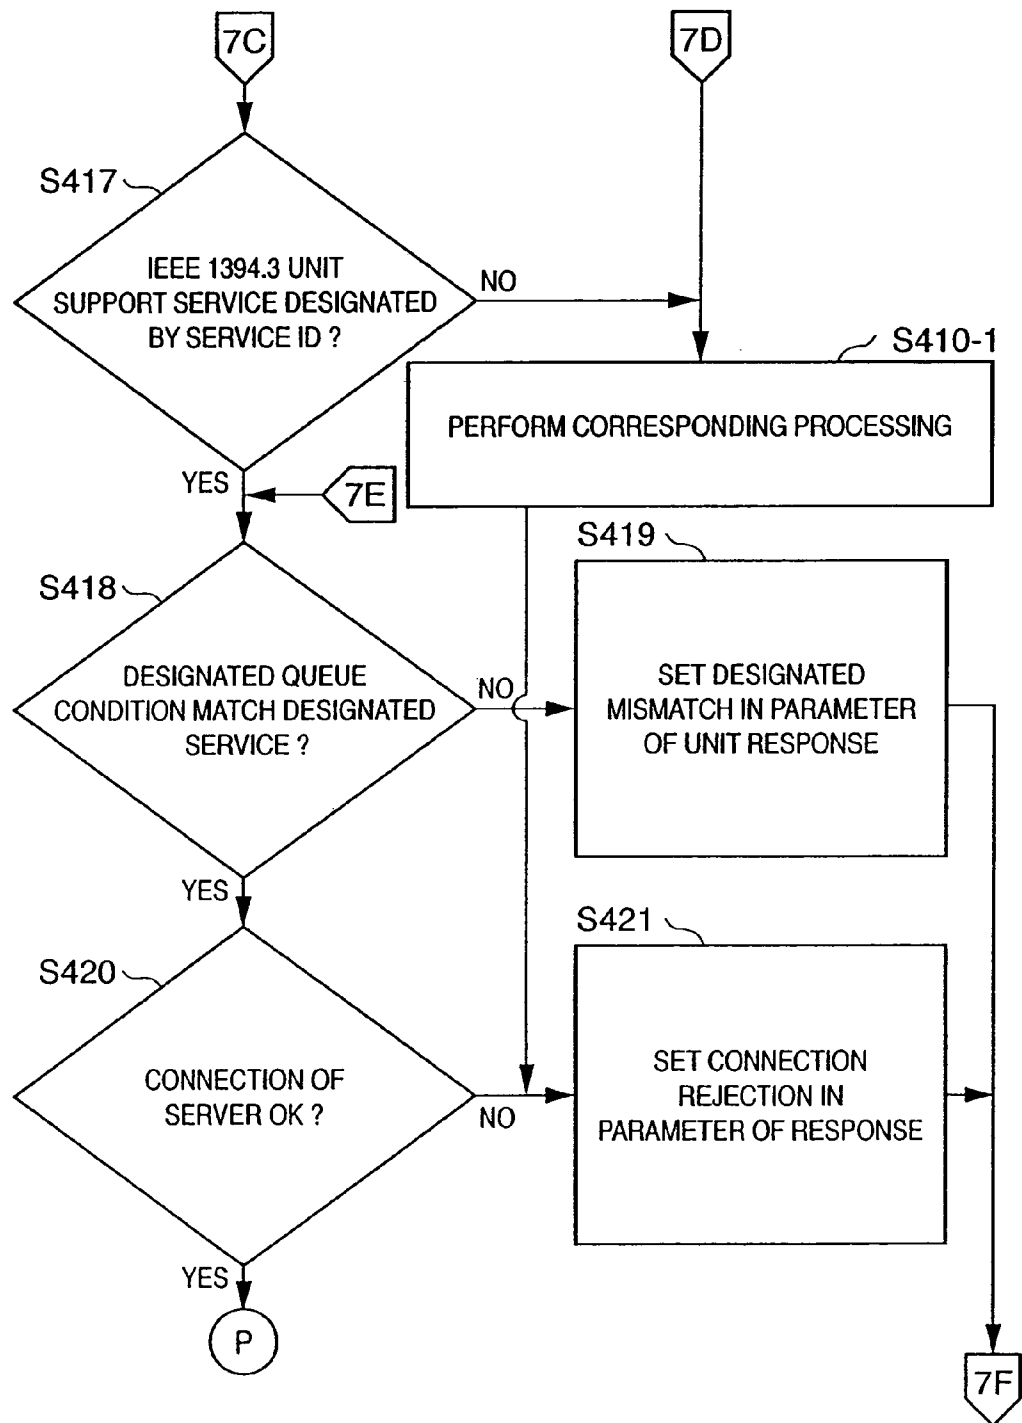 7C
7D
S417
IEEE 1394.3 UNIT
SUPPORT SERVICE DESIGNATED
BY SERVICE ID ?
NO
S410-1
PERFORM CORRESPONDING PROCESSING
YES
7E
S418
DESIGNATED QUEUE
CONDITION MATCH DESIGNATED
SERVICE ?
NO
S419
SET DESIGNATED
MISMATCH IN PARAMETER
OF UNIT RESPONSE
YES
S420
CONNECTION OF
SERVER OK ?
NO
S421
SET CONNECTION
REJECTION IN
PARAMETER OF RESPONSE
YES
P
7F